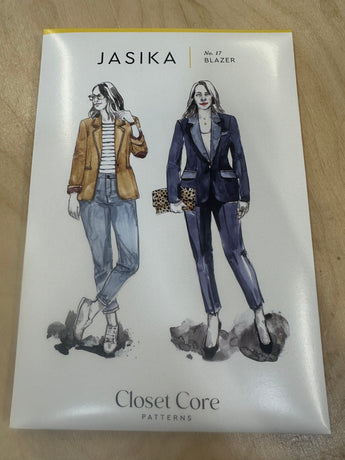 JASIKA
No. 17
BLAZER
Closet Core
PATTERNS